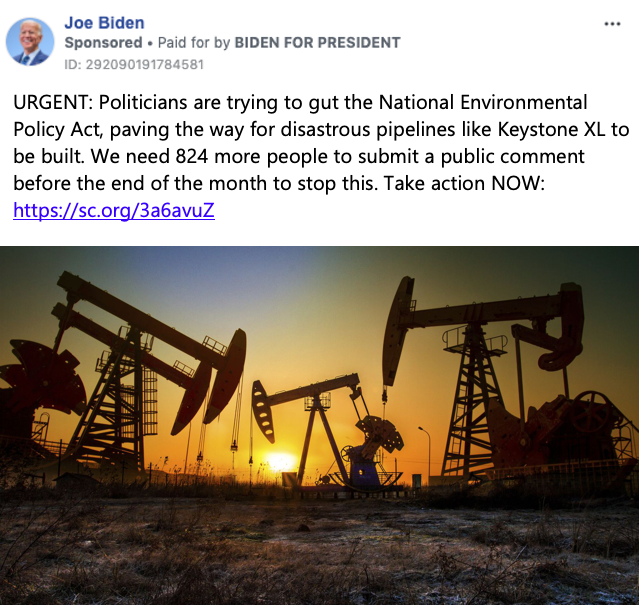 Joe Biden
Sponsored • Paid for by BIDEN FOR PRESIDENT
ID: 292090191784581
URGENT: Politicians are trying to gut the National Environmental
Policy Act, paving the way for disastrous pipelines like Keystone XL to
be built. We need 824 more people to submit a public comment
before the end of the month to stop this. Take action NOW:
https://sc.org/3a6avuZ